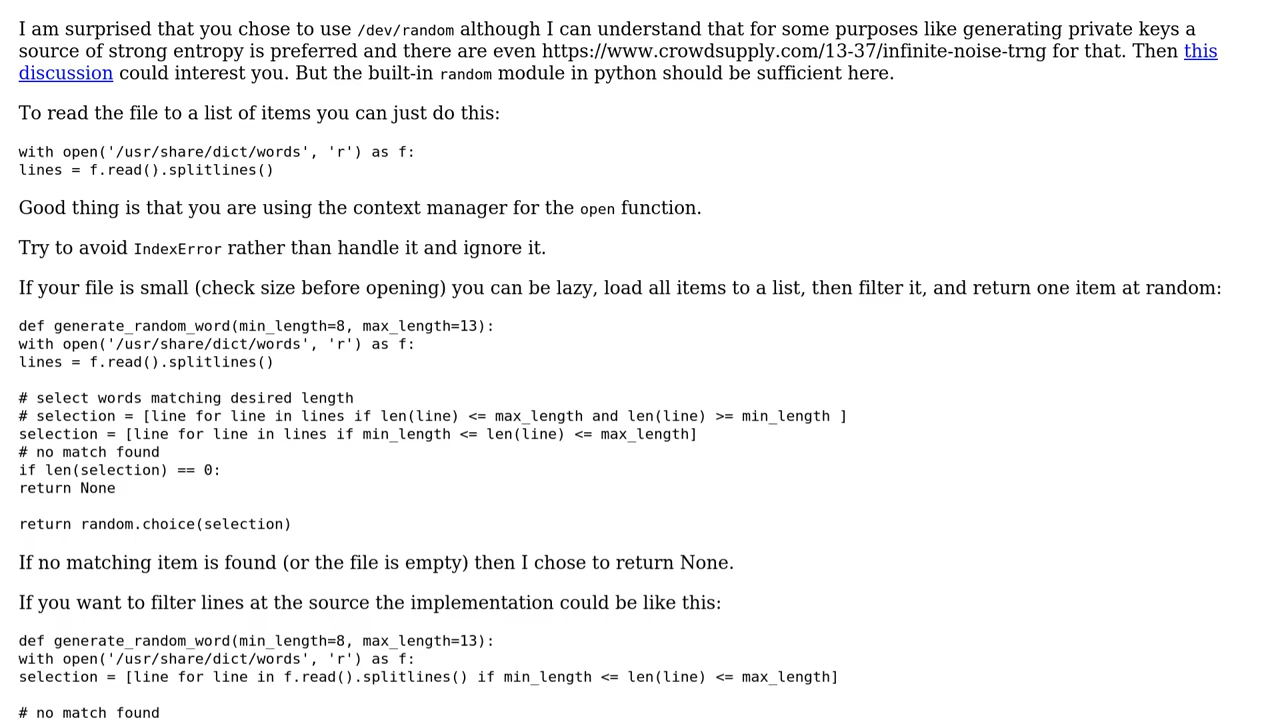 I am surprised that you chose to use /dev/random although I can understand that for some purposes like generating private keys a
source of strong entropy is preferred and there are even https://www.crowdsupply.com/13-37/infinite-noise-trng for that. Then this
discussion could interest you. But the built-in random module in python should be sufficient here.
To read the file to a list of items you can just do this:
with open('/usr/share/dict/words', 'r') as f:
lines = f.read().splitlines()
Good thing is that you are using the context manager for the open function.
Try to avoid IndexError rather than handle it and ignore it.
If your file is small (check size before opening) you can be lazy, load all items to a list, then filter it, and return one item at random:
def generate_random_word(min_length=8, max_length=13):
with open('/usr/share/dict/words', 'r') as f:
lines = f.read().splitlines()
# select words matching desired length
# selection = [line for line in lines if len(line) <= max_length and len(line) >= min_length ]
selection = [line for line in lines if min_length <= len(line) <= max_length]
# no match found
if len(selection) == 0:
return None
return random.choice(selection)
If no matching item is found (or the file is empty) then I chose to return None.
If you want to filter lines at the source the implementation could be like this:
def generate_random_word(min_length=8, max_length=13):
with open('/usr/share/dict/words', 'r') as f:
selection = [line for line in f.read().splitlines() if min_length <= len(line) <= max_length]
# no match found